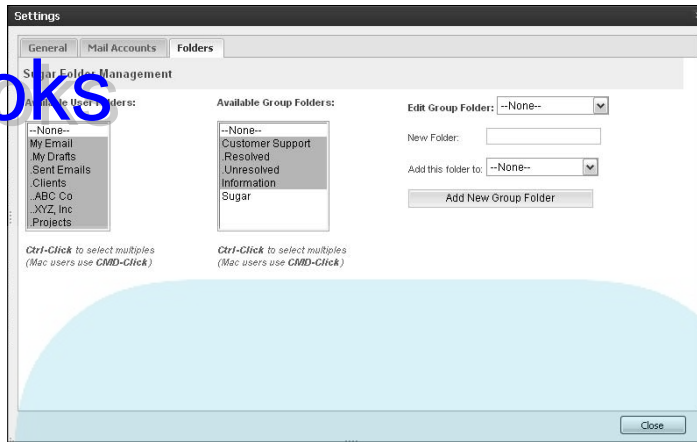 Settings
General Mail Accounts Folders
Sugar Folder Management
oks
Available User Folders: Available Group Folders: Edit Group Folder: --None--
--None--
My Email
.My Drafts
.Sent Emails
.Clients
..ABC Co
..XYZ, Inc
.Projects
--None--
Customer Support
.Resolved
.Unresolved
Information
Sugar
New Folder:
Add this folder to: --None--
Add New Group Folder
Ctrl-Click to select multiples
(Mac users use CMD-Click)
Ctrl-Click to select multiples
(Mac users use CMD-Click)
Close